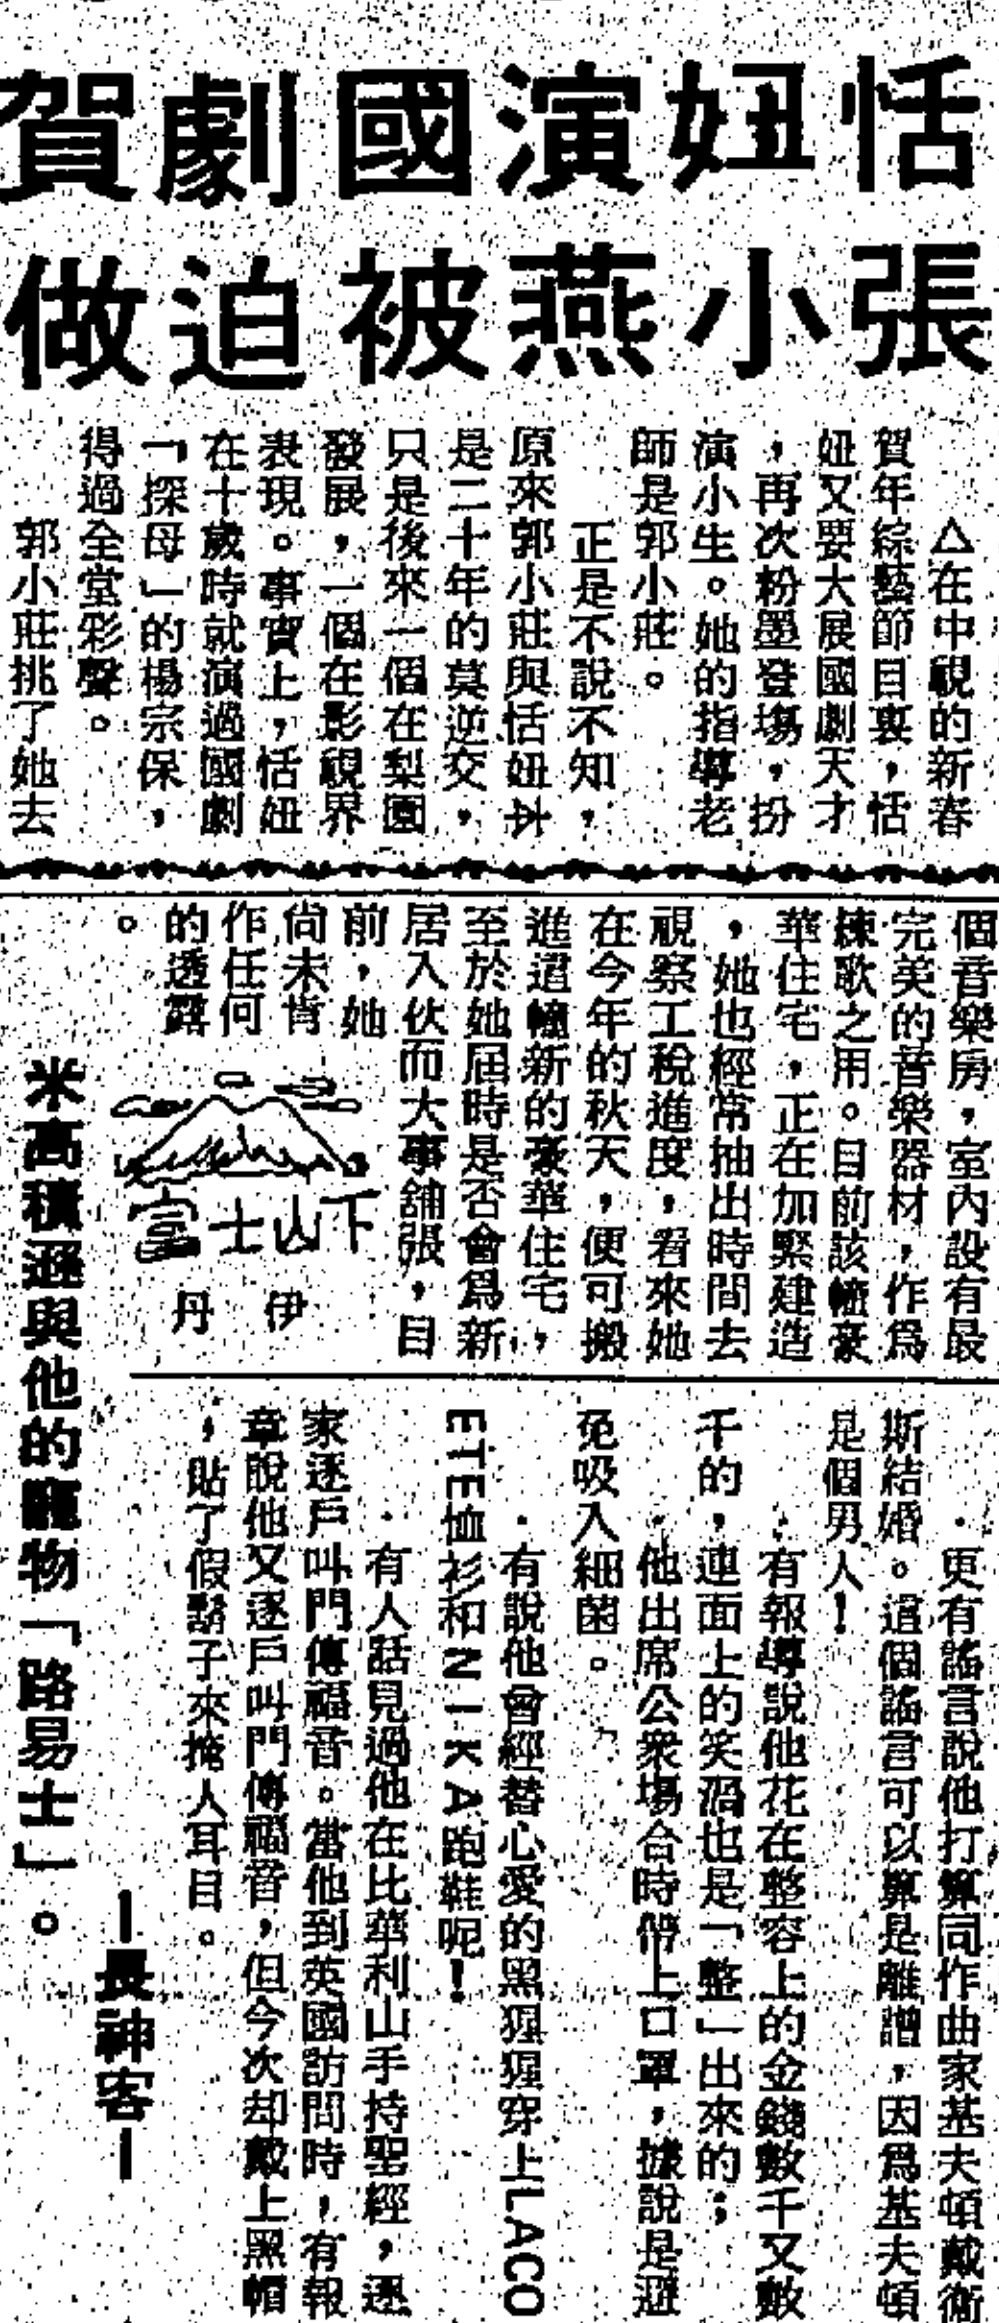 恬妞演國劇賀
張小燕被迫做
△在中視的新春
賀年綜藝節目裏，恬
妞又要大展國劇天才
，再次粉墨登場，扮
演小生。她的指導老
師是郭小莊。
正是不說不知，
原來郭小莊與恬妞
是二十年的莫逆交，
只是後來一個在梨園
發展，一個在影視界
表現。事實上，恬妞
在十歲時就演過國劇
「探母」的楊宗保，
得過全堂彩聲。
郭小莊挑了她去
個音樂房，室內設有最
完美的音樂器材，作爲
練歌之用。目前該幢豪
華住宅，正在加緊建造
，她也經常抽出時間去
視察工程進度，看來她
在今年的秋天，便可搬
進這幢新的豪華住宅，
至於她屆時是否會爲新
居入伙而大事舖張，目
前，她
尚未肯
作任何
的透露
。
富士山下
伊丹
．更有謠言說他打算同作曲家基夫頓戴衛
斯結婚。這個謠言可以算是離譜，因爲基夫頓
是個男人！
．有報導說他花在整容上的金錢數千又數
千的，連面上的笑渦也是「整」出來的；
．他出席公衆場合時帶上口罩，據說是避
免吸入細菌。
．有說他會經替心愛的黑猩猩穿上LACO
ETE恤衫和NIKA跑鞋呢！
．有人話見過他在比華利山手持聖經，逐
家逐戶叫門傳福音。當他到英國訪問時，有報
章說他又逐戶叫門傳福音，但今次却戴上黑帽
，貼了假鬍子來掩人耳目。
—長神客—
米高積遜與他的寵物「路易士」。